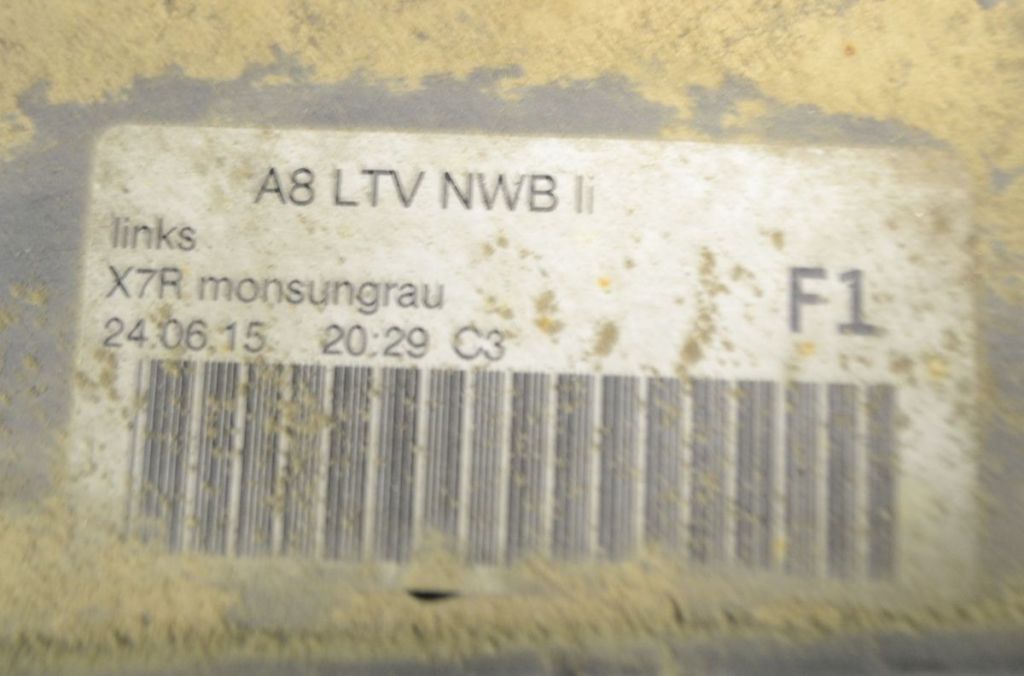 A8 LTV NWB li
links
X7R monsungrau
F1
24.06.15 20:29 C3